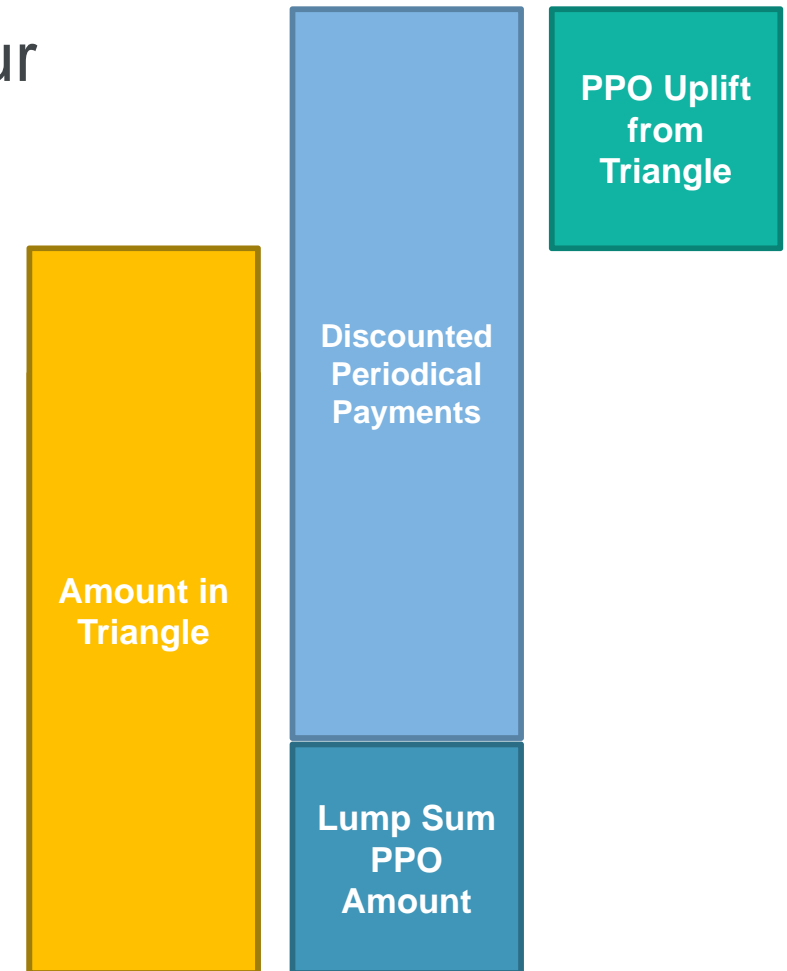 ur
PPO Uplift
from
Triangle
Discounted
Periodical
Payments
Amount in
Triangle
Lump Sum
PPO
Amount